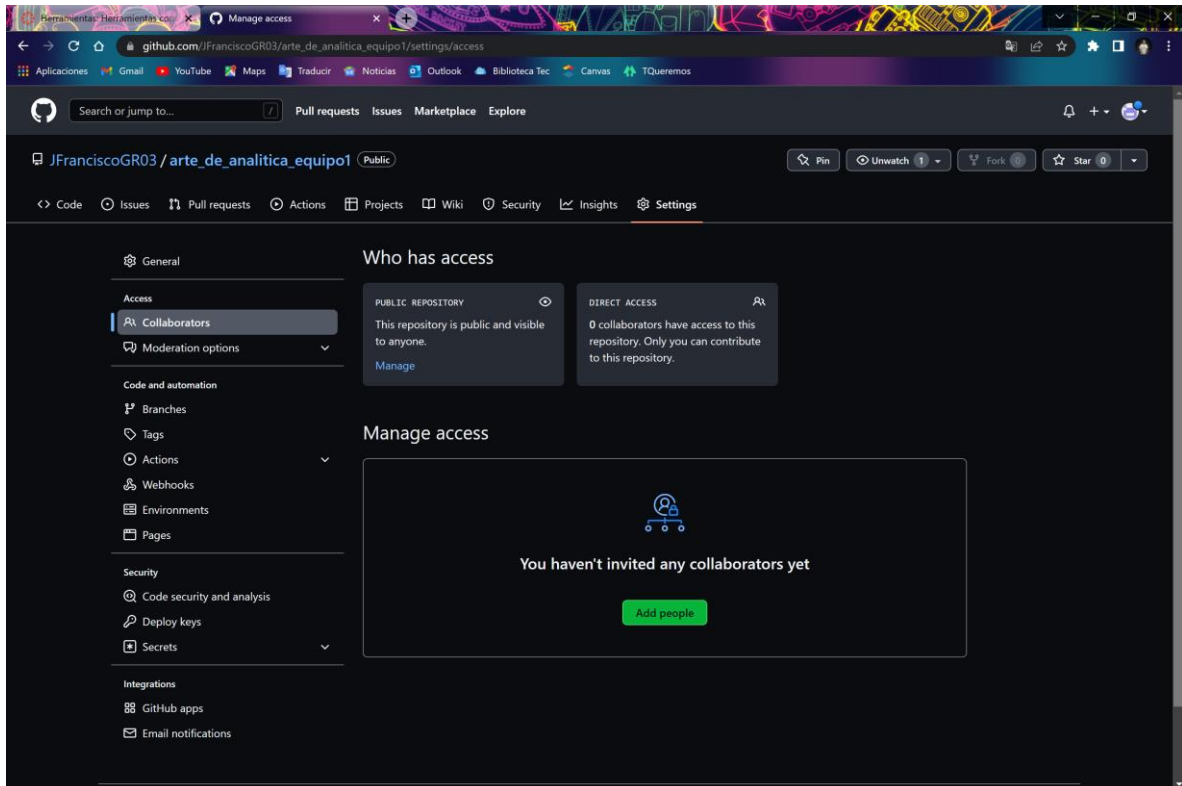 Herramientas: Herramientas co
Manage access
github.com/JFranciscoGR03/arte_de_analitica_equipo1/settings/access
Aplicaciones Gmail YouTube Maps Traducir Noticias Outlook Biblioteca Tec Canvas TQueremos
Search or jump to... / Pull requests Issues Marketplace Explore
JFranciscoGR03 / arte_de_analitica_equipo1 Public
Pin Unwatch 1 Fork 0 Star 0
<> Code Issues Pull requests Actions Projects Wiki Security Insights Settings
General
Access
Collaborators
Moderation options
Code and automation
Branches
Tags
Actions
Webhooks
Environments
Pages
Security
Code security and analysis
Deploy keys
Secrets
Integrations
GitHub apps
Email notifications
Who has access
PUBLIC REPOSITORY
This repository is public and visible
to anyone.
Manage
DIRECT ACCESS
0 collaborators have access to this
repository. Only you can contribute
to this repository.
Manage access
You haven't invited any collaborators yet
Add people